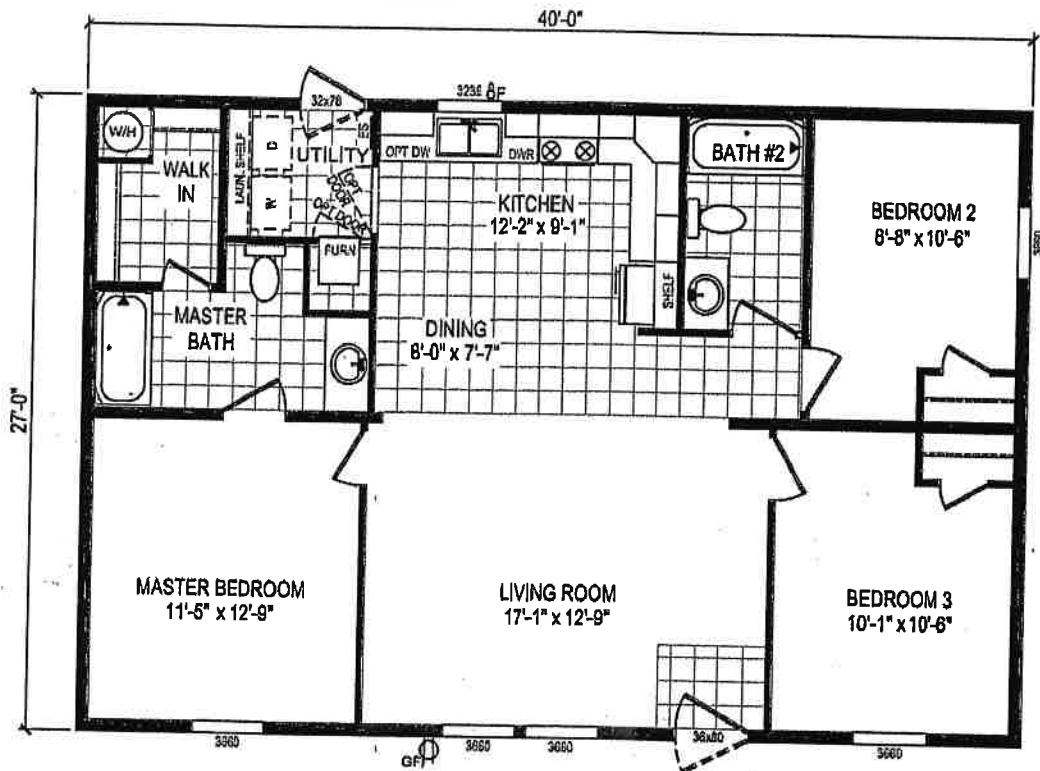 40'-0"
27'-0"
32x76
W/H
WALK
IN
LAUN. SHELF
D
W
ES
UTILITY
OPT
DOOR
OPT DOOR
FURN
OPT DW
DWR
KITCHEN
12'-2" x 9'-1"
SHELF
DINING
8'-0" x 7'-7"
BATH #2
BEDROOM 2
8'-8" x 10'-6"
3660
MASTER
BATH
MASTER BEDROOM
11'-5" x 12'-9"
LIVING ROOM
17'-1" x 12'-9"
BEDROOM 3
10'-1" x 10'-6"
3660
GFI
3660
3660
36x80
3660